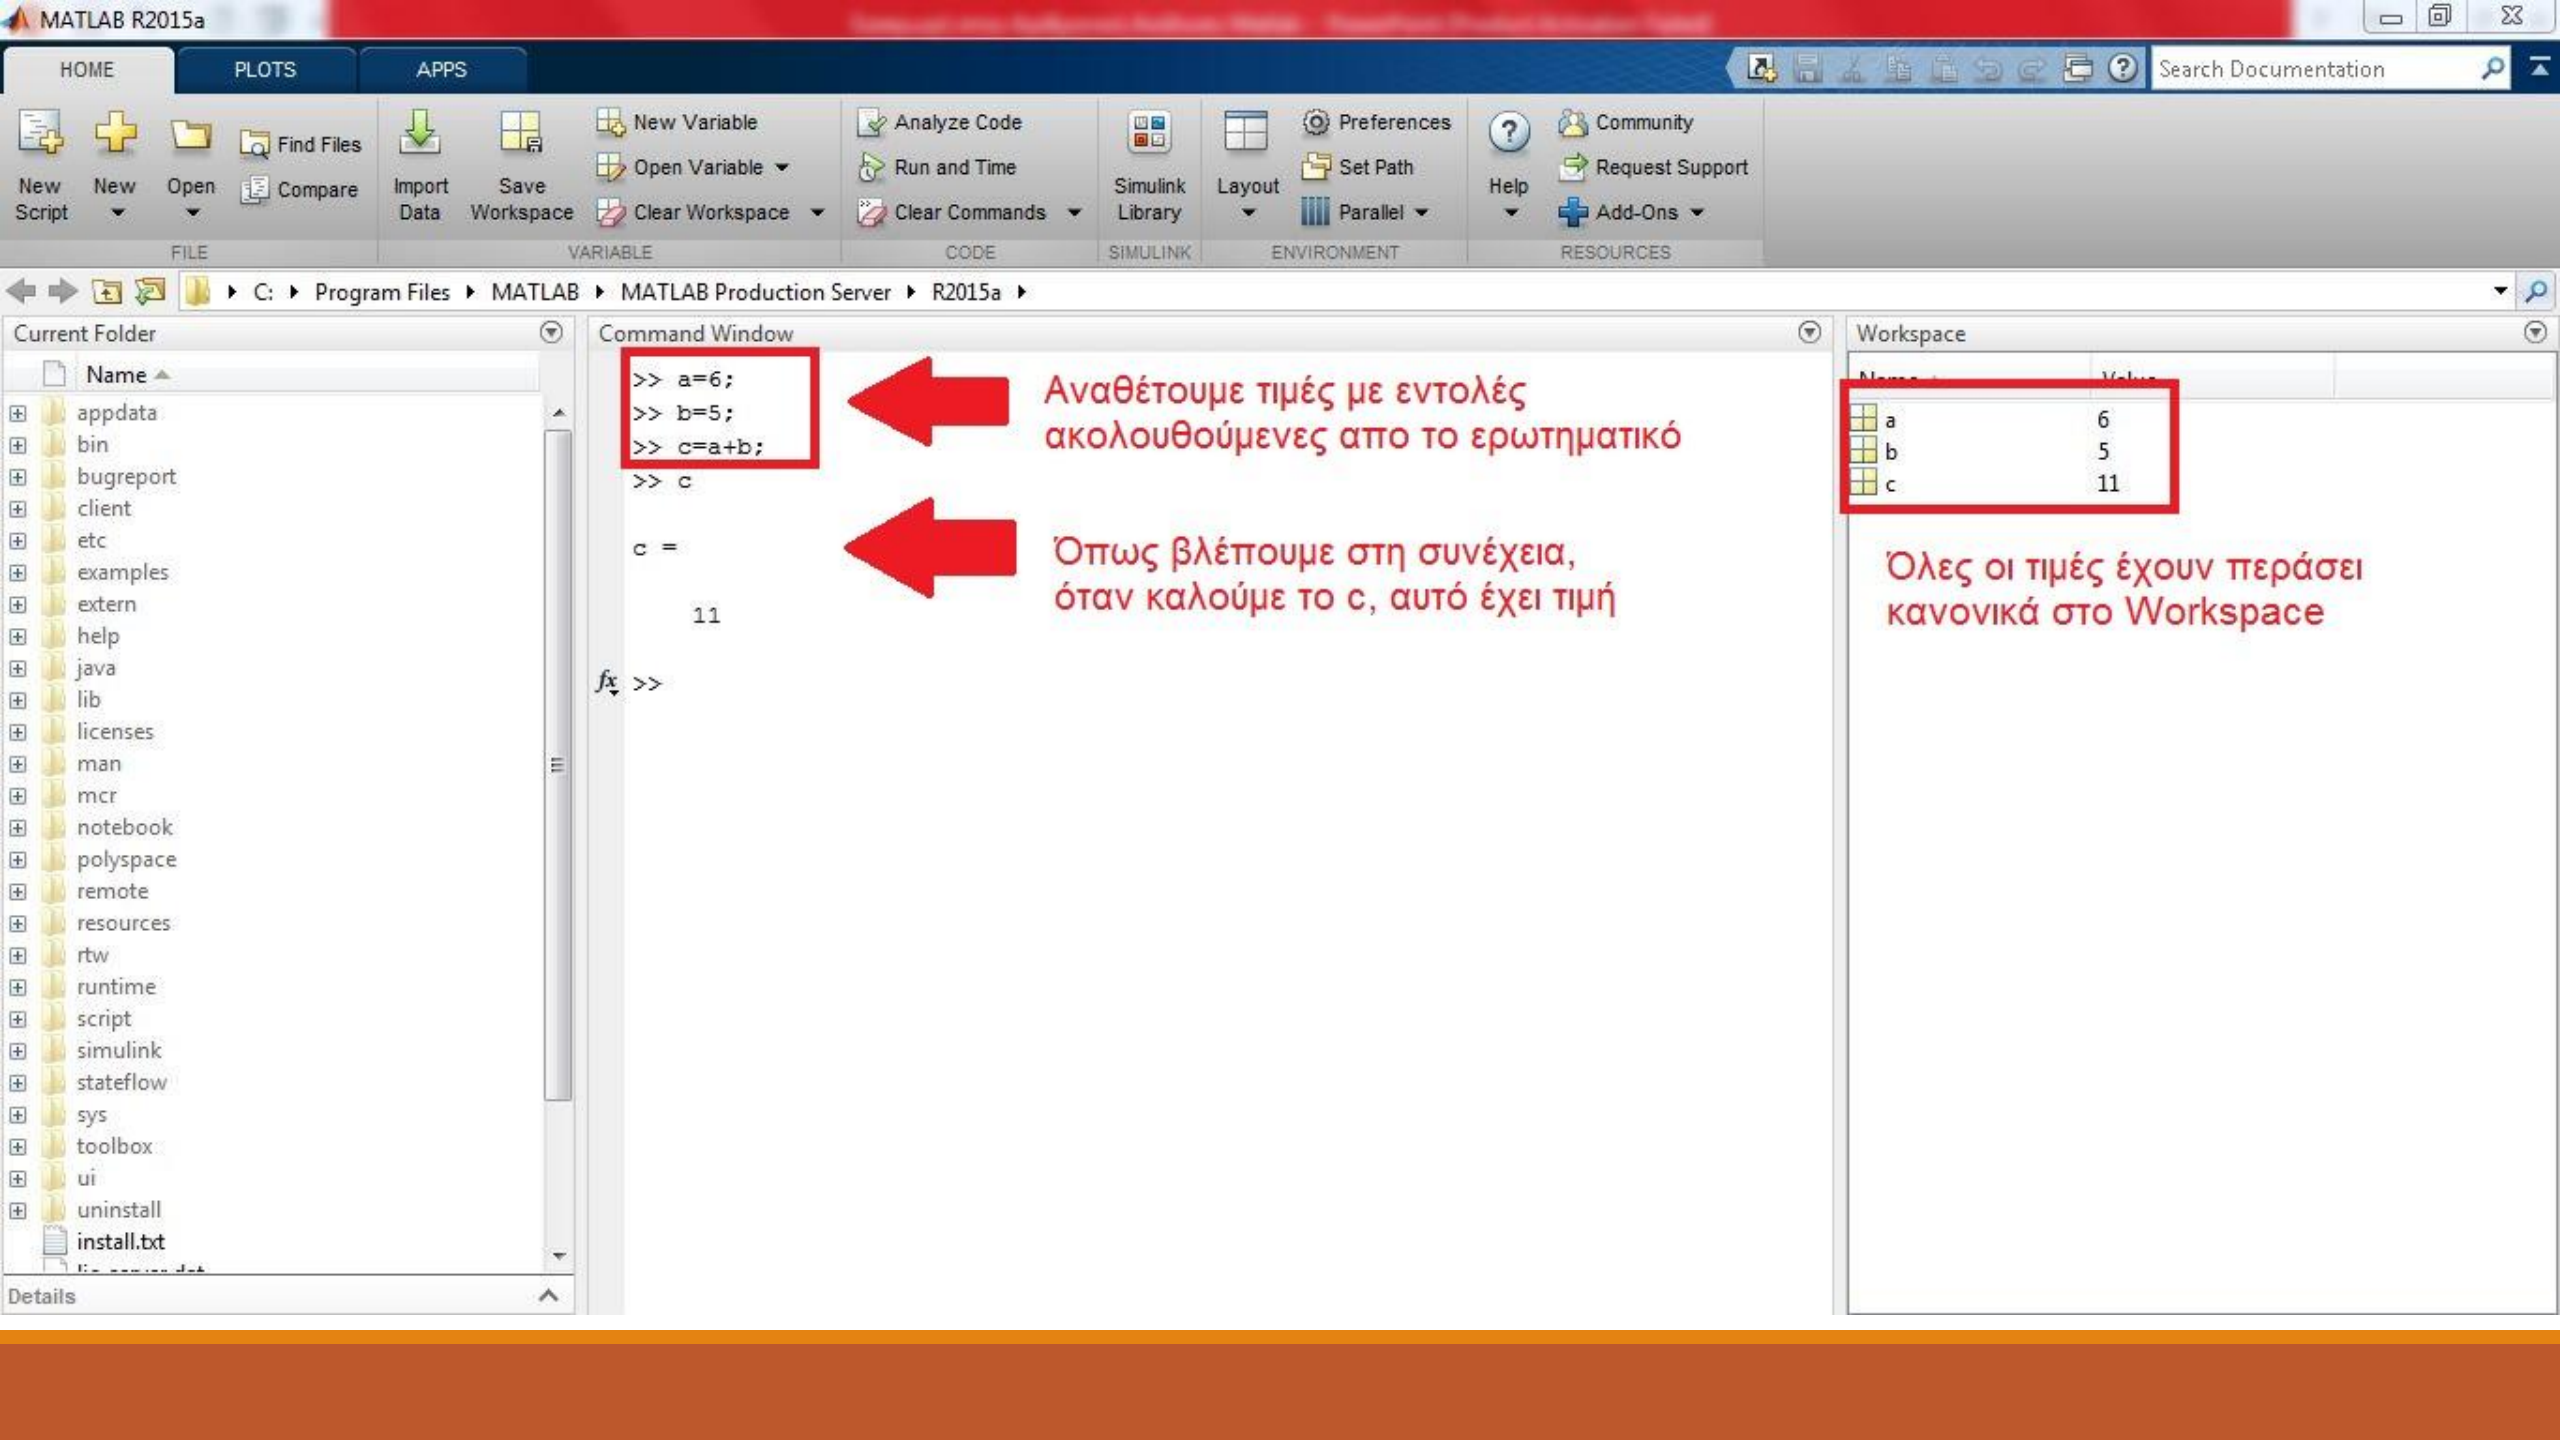 MATLAB R2015a
HOME PLOTS APPS
Search Documentation
New Script
New
Open
Find Files
Compare
Import Data
Save Workspace
New Variable
Open Variable
Clear Workspace
Analyze Code
Run and Time
Clear Commands
Simulink Library
Layout
Preferences
Set Path
Parallel
Help
Community
Request Support
Add-Ons
FILE VARIABLE CODE SIMULINK ENVIRONMENT RESOURCES
C: Program Files MATLAB MATLAB Production Server R2015a
Current Folder
Name
appdata
bin
bugreport
client
etc
examples
extern
help
java
lib
licenses
man
mcr
notebook
polyspace
remote
resources
rtw
runtime
script
simulink
stateflow
sys
toolbox
ui
uninstall
install.txt
Details
Command Window
>> a=6;
>> b=5;
>> c=a+b;
>> c
c =
11
fx >>
Αναθέτουμε τιμές με εντολές
ακολουθούμενες απο το ερωτηματικό
Όπως βλέπουμε στη συνέχεια,
όταν καλούμε το c, αυτό έχει τιμή
Workspace
Name Value
a 6
b 5
c 11
Όλες οι τιμές έχουν περάσει
κανονικά στο Workspace